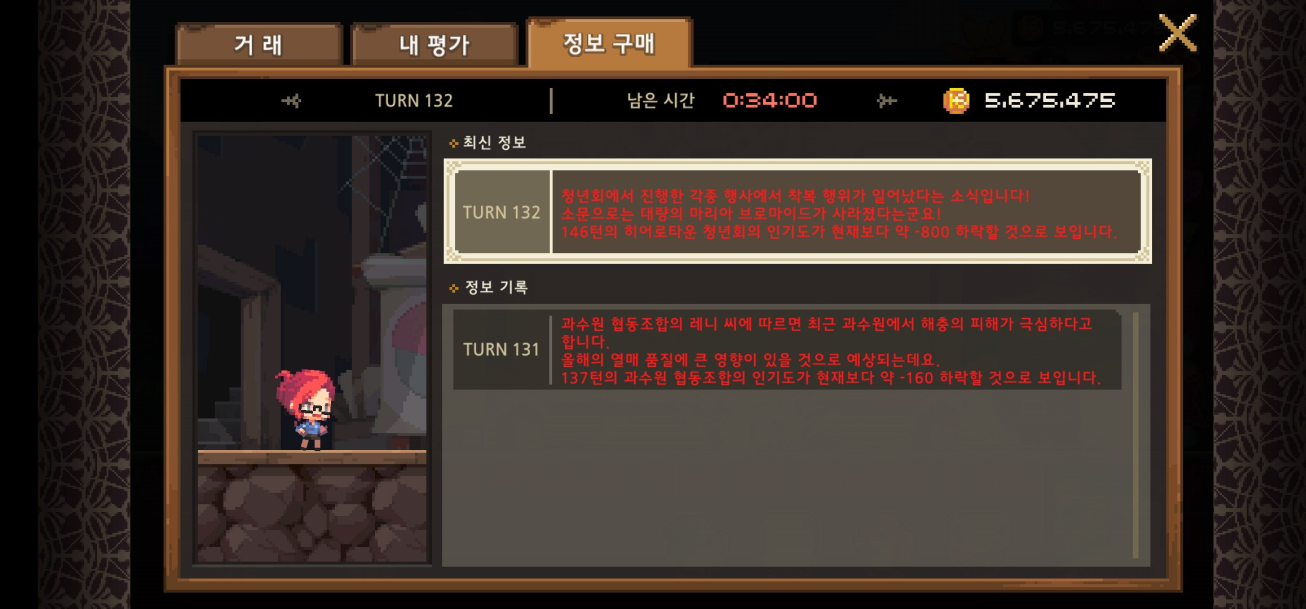 거 래
내 평가
정보 구매
TURN 132
남은 시간 0:34:00
5,675,475
최신 정보
TURN 132
청년회에서 진행한 각종 행사에서 착복 행위가 일어났다는 소식입니다!
소문으로는 대량의 마리아 브로마이드가 사라졌다는군요!
146턴의 히어로타운 청년회의 인기도가 현재보다 약 -800 하락할 것으로 보입니다.
정보 기록
TURN 131
과수원 협동조합의 레니 씨에 따르면 최근 과수원에서 해충의 피해가 극심하다고
합니다.
올해의 열매 품질에 큰 영향이 있을 것으로 예상되는데요.
137턴의 과수원 협동조합의 인기도가 현재보다 약 -160 하락할 것으로 보입니다.